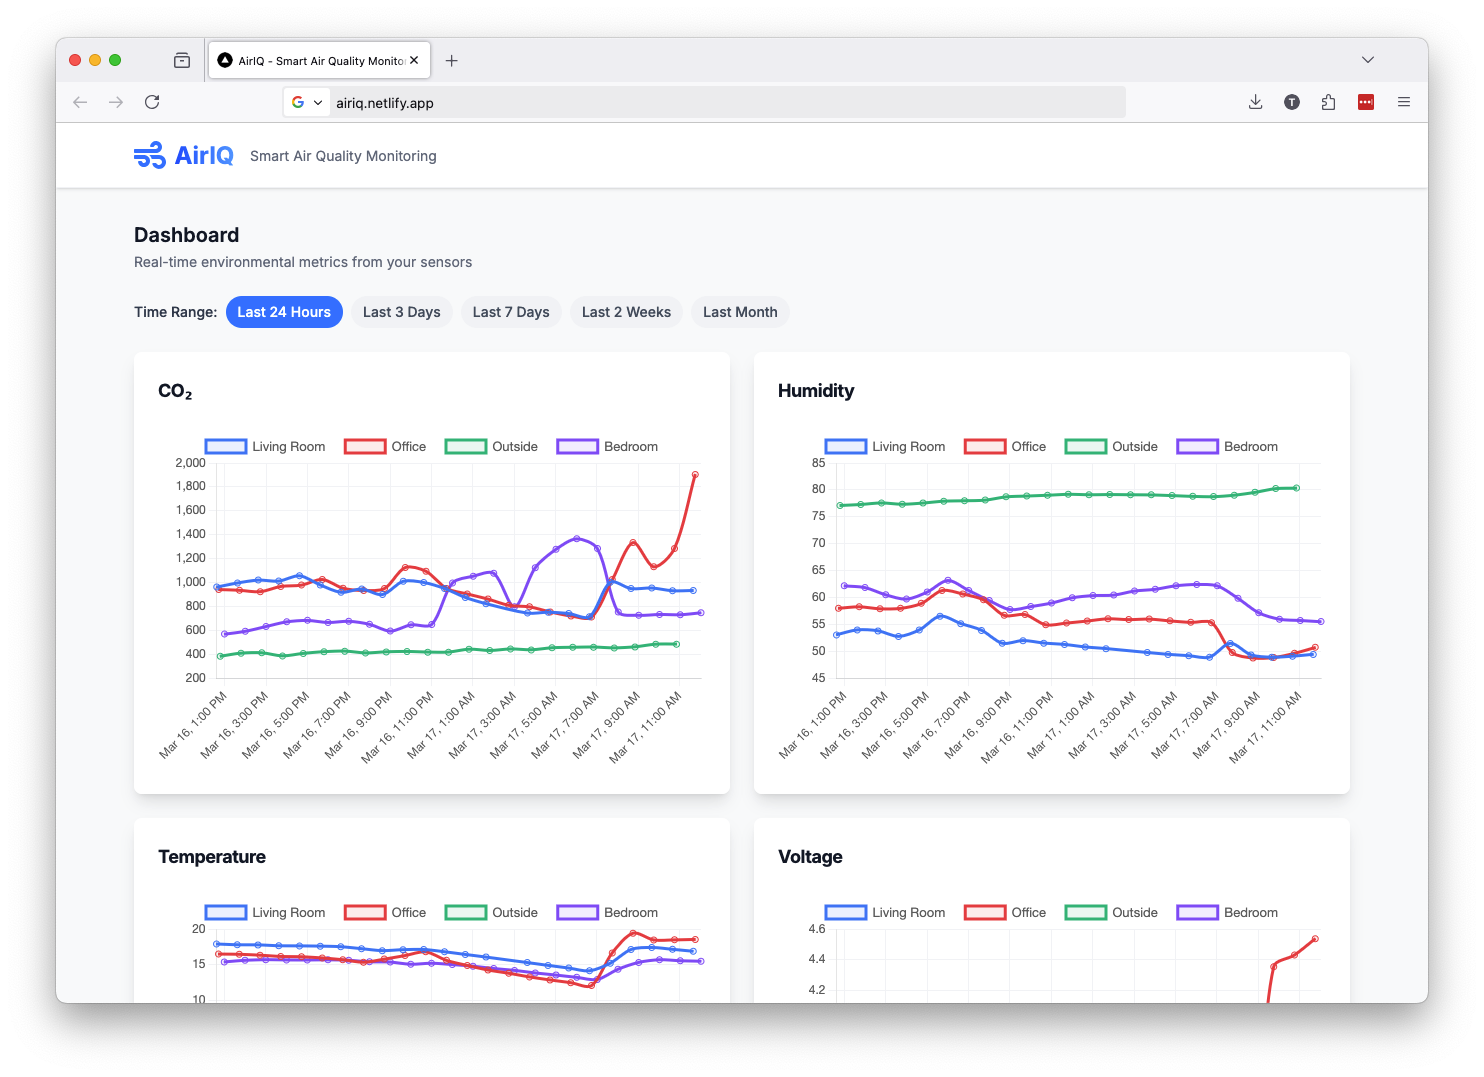 AirIQ - Smart Air Quality Monito
airiq.netlify.app
T
AirIQ
Smart Air Quality Monitoring
Dashboard
Real-time environmental metrics from your sensors
Time Range:
Last 24 Hours
Last 3 Days
Last 7 Days
Last 2 Weeks
Last Month
CO₂
Living Room
Office
Outside
Bedroom
2,000
1,800
1,600
1,400
1,200
1,000
800
600
400
200
Mar 16, 1:00 PM
Mar 16, 3:00 PM
Mar 16, 5:00 PM
Mar 16, 7:00 PM
Mar 16, 9:00 PM
Mar 16, 11:00 PM
Mar 17, 1:00 AM
Mar 17, 3:00 AM
Mar 17, 5:00 AM
Mar 17, 7:00 AM
Mar 17, 9:00 AM
Mar 17, 11:00 AM
Humidity
Living Room
Office
Outside
Bedroom
85
80
75
70
65
60
55
50
45
Mar 16, 1:00 PM
Mar 16, 3:00 PM
Mar 16, 5:00 PM
Mar 16, 7:00 PM
Mar 16, 9:00 PM
Mar 16, 11:00 PM
Mar 17, 1:00 AM
Mar 17, 3:00 AM
Mar 17, 5:00 AM
Mar 17, 7:00 AM
Mar 17, 9:00 AM
Mar 17, 11:00 AM
Temperature
Living Room
Office
Outside
Bedroom
20
15
10
Voltage
Living Room
Office
Outside
Bedroom
4.6
4.4
4.2